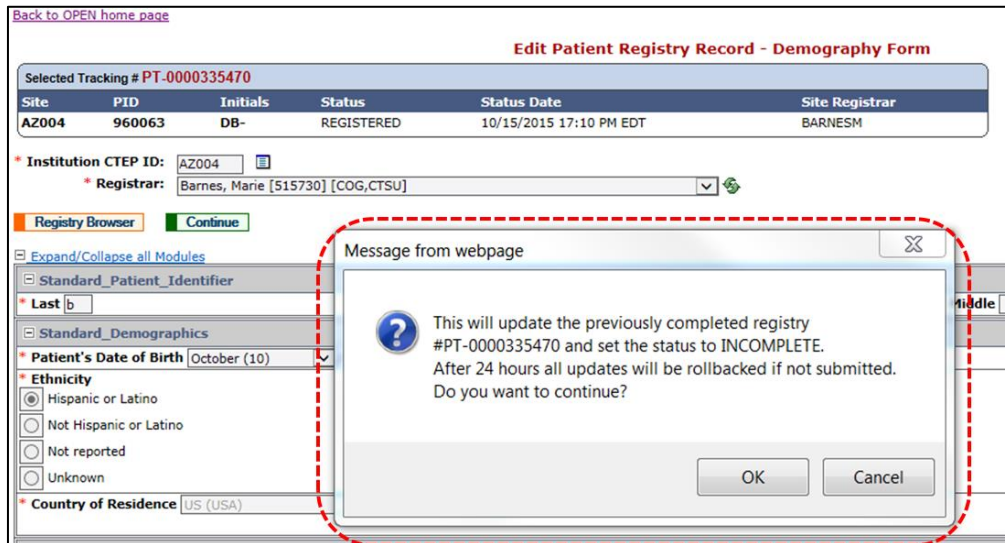 Back to OPEN home page
Edit Patient Registry Record - Demography Form
Selected Tracking # PT-0000335470
Site PID Initials Status Status Date Site Registrar
AZ004 960063 DB- REGISTERED 10/15/2015 17:10 PM EDT BARNESM
* Institution CTEP ID: AZ004
* Registrar: Barnes, Marie [515730] [COG,CTSU]
Registry Browser Continue
Expand/Collapse all Modules
Standard_Patient_Identifier
* Last b Middle
Standard_Demographics
* Patient's Date of Birth October (10)
* Ethnicity
Hispanic or Latino
Not Hispanic or Latino
Not reported
Unknown
* Country of Residence US (USA)
Message from webpage
This will update the previously completed registry
#PT-0000335470 and set the status to INCOMPLETE.
After 24 hours all updates will be rollbacked if not submitted.
Do you want to continue?
OK Cancel